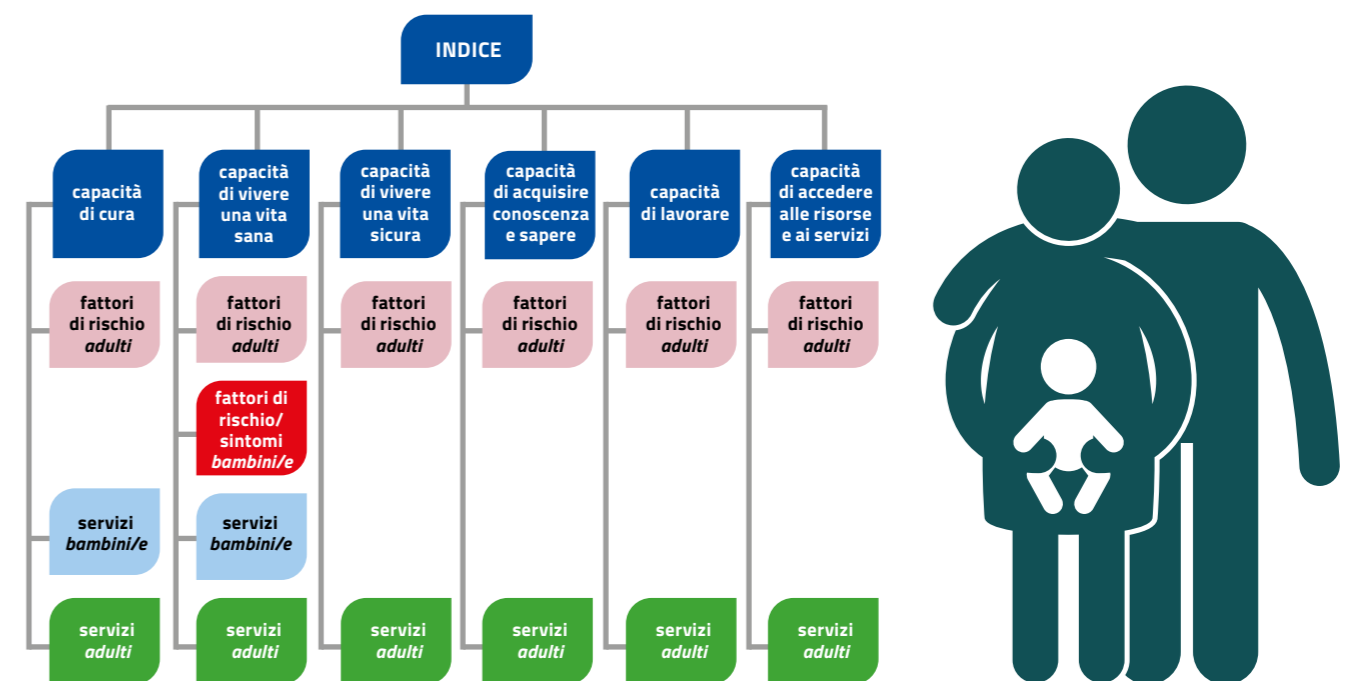 INDICE
capacità
di cura
capacità
di vivere
una vita
sana
capacità
di vivere
una vita
sicura
capacità
di acquisire
conoscenza
e sapere
capacità
di lavorare
capacità
di accedere
alle risorse
e ai servizi
fattori
di rischio
adulti
fattori
di rischio
adulti
fattori
di rischio
adulti
fattori
di rischio
adulti
fattori
di rischio
adulti
fattori
di rischio
adulti
fattori di
rischio/
sintomi
bambini/e
servizi
bambini/e
servizi
bambini/e
servizi
adulti
servizi
adulti
servizi
adulti
servizi
adulti
servizi
adulti
servizi
adulti